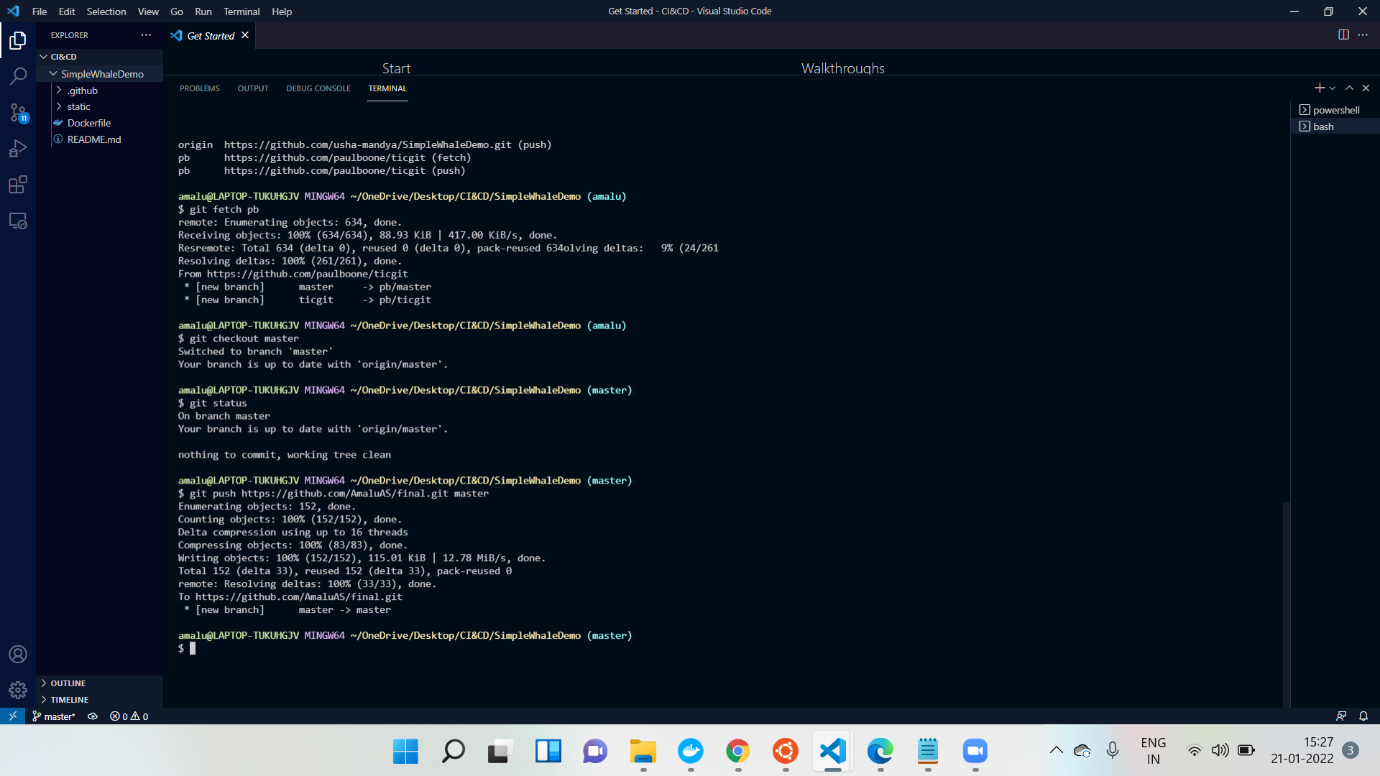 File Edit Selection View Go Run Terminal Help
Get Started - CI&CD - Visual Studio Code
EXPLORER
Get Started
CI&CD
SimpleWhaleDemo
.github
static
Dockerfile
README.md
11
Start
Walkthroughs
PROBLEMS OUTPUT DEBUG CONSOLE TERMINAL
powershell
bash
origin https://github.com/usha-mandya/SimpleWhaleDemo.git (push)
pb https://github.com/paulboone/ticgit (fetch)
pb https://github.com/paulboone/ticgit (push)
amalu@LAPTOP-TUKUHGJV MINGW64 ~/OneDrive/Desktop/CI&CD/SimpleWhaleDemo (amalu)
$ git fetch pb
remote: Enumerating objects: 634, done.
Receiving objects: 100% (634/634), 88.93 KiB | 417.00 KiB/s, done.
Resremote: Total 634 (delta 0), reused 0 (delta 0), pack-reused 634olving deltas: 9% (24/261
Resolving deltas: 100% (261/261), done.
From https://github.com/paulboone/ticgit
* [new branch] master -> pb/master
* [new branch] ticgit -> pb/ticgit
amalu@LAPTOP-TUKUHGJV MINGW64 ~/OneDrive/Desktop/CI&CD/SimpleWhaleDemo (amalu)
$ git checkout master
Switched to branch 'master'
Your branch is up to date with 'origin/master'.
amalu@LAPTOP-TUKUHGJV MINGW64 ~/OneDrive/Desktop/CI&CD/SimpleWhaleDemo (master)
$ git status
On branch master
Your branch is up to date with 'origin/master'.
nothing to commit, working tree clean
amalu@LAPTOP-TUKUHGJV MINGW64 ~/OneDrive/Desktop/CI&CD/SimpleWhaleDemo (master)
$ git push https://github.com/AmaluAS/final.git master
Enumerating objects: 152, done.
Counting objects: 100% (152/152), done.
Delta compression using up to 16 threads
Compressing objects: 100% (83/83), done.
Writing objects: 100% (152/152), 115.01 KiB | 12.78 MiB/s, done.
Total 152 (delta 33), reused 152 (delta 33), pack-reused 0
remote: Resolving deltas: 100% (33/33), done.
To https://github.com/AmaluAS/final.git
* [new branch] master -> master
amalu@LAPTOP-TUKUHGJV MINGW64 ~/OneDrive/Desktop/CI&CD/SimpleWhaleDemo (master)
$
OUTLINE
TIMELINE
master* 0 0
ENG
IN
15:27
21-01-2022
3